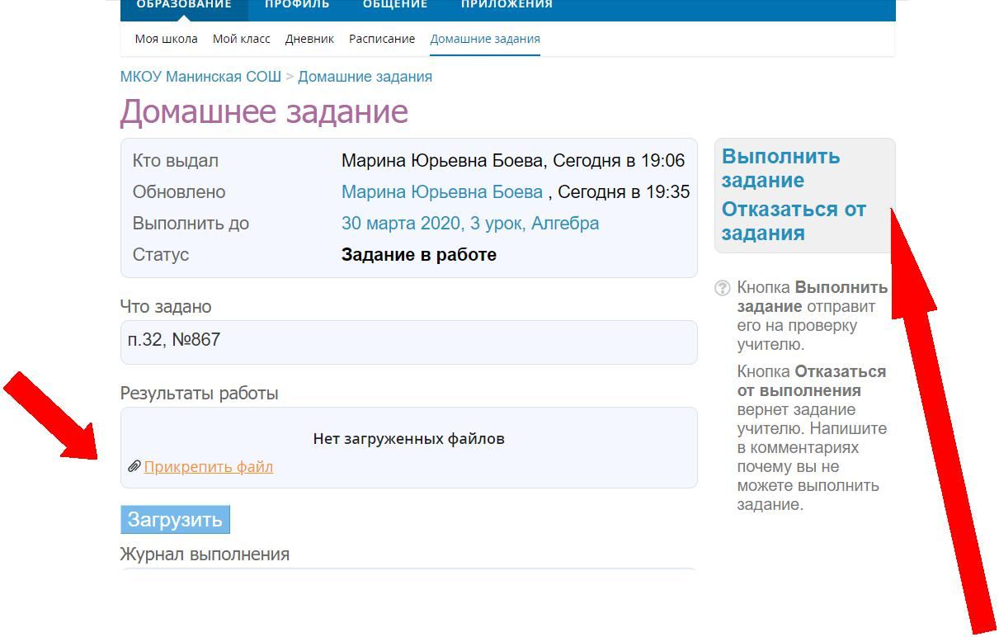 ОБРАЗОВАНИЕ ПРОФИЛЬ ОБЩЕНИЕ ПРИЛОЖЕНИЯ
Моя школа Мой класс Дневник Расписание Домашние задания
МКОУ Манинская СОШ > Домашние задания
Домашнее задание
Кто выдал Марина Юрьевна Боева, Сегодня в 19:06
Обновлено Марина Юрьевна Боева , Сегодня в 19:35
Выполнить до 30 марта 2020, 3 урок, Алгебра
Статус Задание в работе
Что задано
п.32, №867
Результаты работы
Нет загруженных файлов
Прикрепить файл
Загрузить
Журнал выполнения
Выполнить
задание
Отказаться от
задания
? Кнопка Выполнить
задание отправит
его на проверку
учителю.
Кнопка Отказаться
от выполнения
вернет задание
учителю. Напишите
в комментариях
почему вы не
можете выполнить
задание.